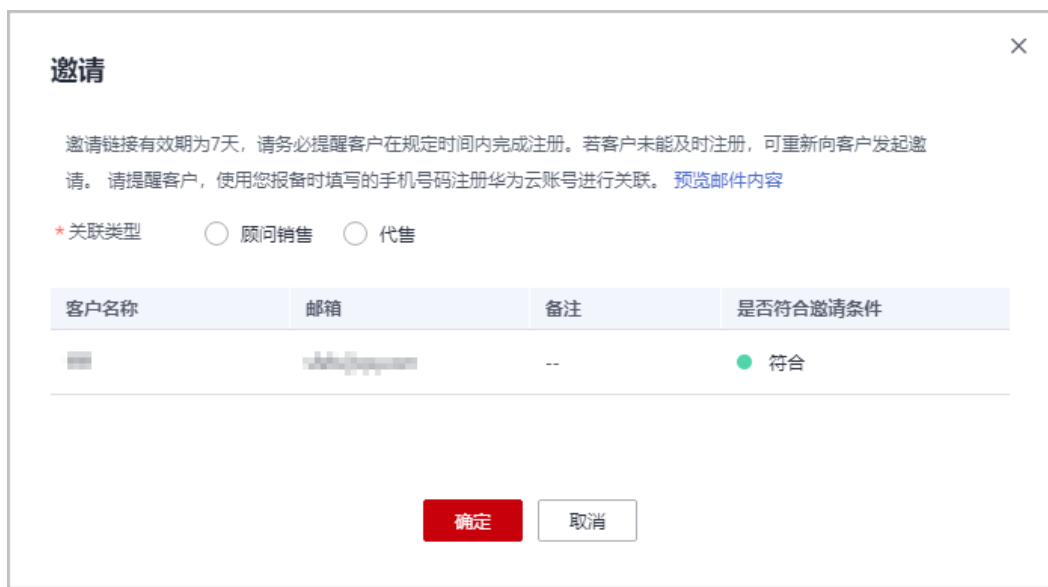 邀请
邀请链接有效期为7天，请务必提醒客户在规定时间内完成注册。若客户未能及时注册，可重新向客户发起邀
请。 请提醒客户，使用您报备时填写的手机号码注册华为云账号进行关联。 预览邮件内容
* 关联类型 顾问销售 代售
客户名称 邮箱 备注 是否符合邀请条件
-- 符合
确定 取消